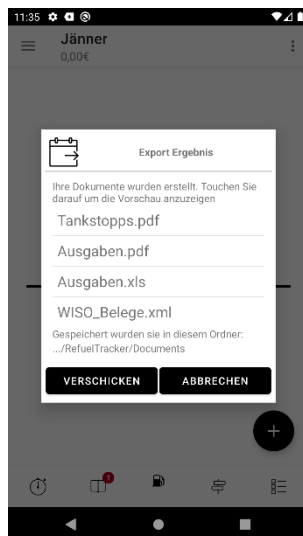 11:35
Jänner
0,00€
Export Ergebnis
Ihre Dokumente wurden erstellt. Touchen Sie
darauf um die Vorschau anzuzeigen
Tankstopps.pdf
Ausgaben.pdf
Ausgaben.xls
WISO_Belege.xml
Gespeichert wurden sie in diesem Ordner:
.../RefuelTracker/Documents
VERSCHICKEN ABBRECHEN
+
1